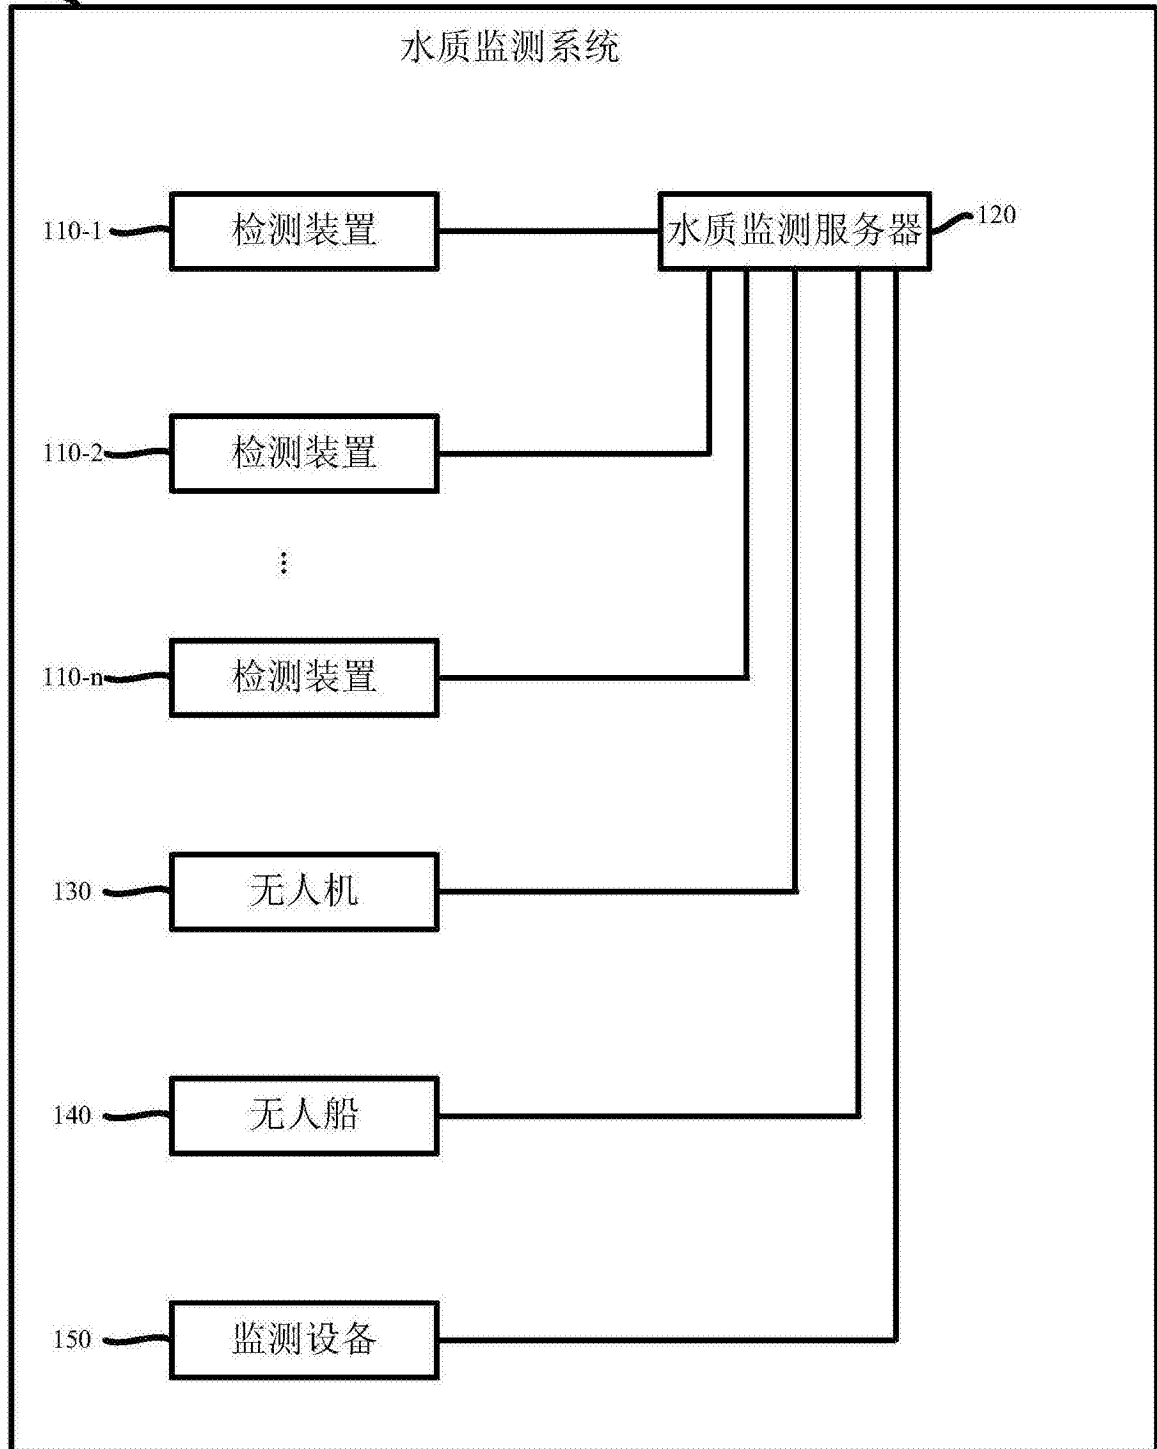 水质监测系统
110-1 检测装置 水质监测服务器 120
110-2 检测装置
⋮
110-n 检测装置
130 无人机
140 无人船
150 监测设备